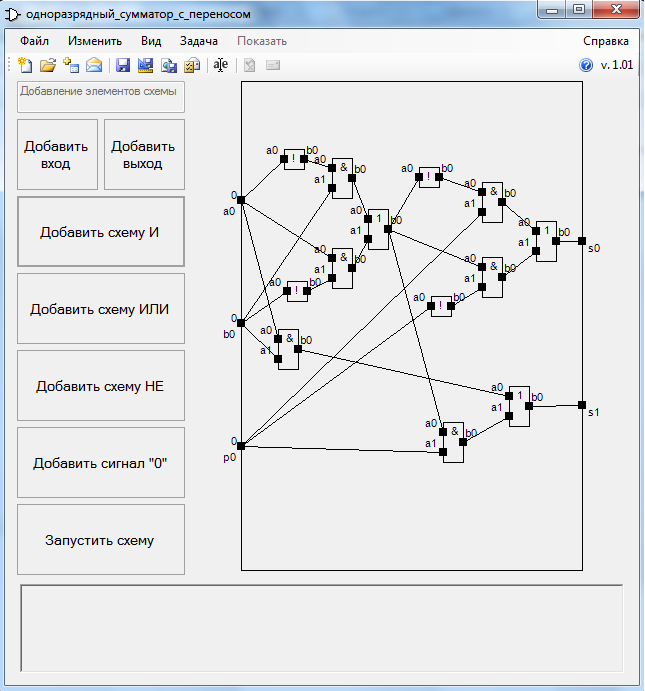 одноразрядный_сумматор_с_переносом
Файл Изменить Вид Задача Показать Справка
a|e v. 1.01
Добавление элементов схемы
Добавить вход
Добавить выход
Добавить схему И
Добавить схему ИЛИ
Добавить схему НЕ
Добавить сигнал "0"
Запустить схему
a0 ! b0
a0 & b0
a1
a0 ! b0
a0 & b0
a1
0
a0
a0 1 b0
a1
a0 1 b0
a1
s0
a0 & b0
a1
a0 & b0
a1
a0 ! b0
a0 ! b0
0
b0
a0 & b0
a1
a0 1 b0
a1
s1
0
p0
a0 & b0
a1